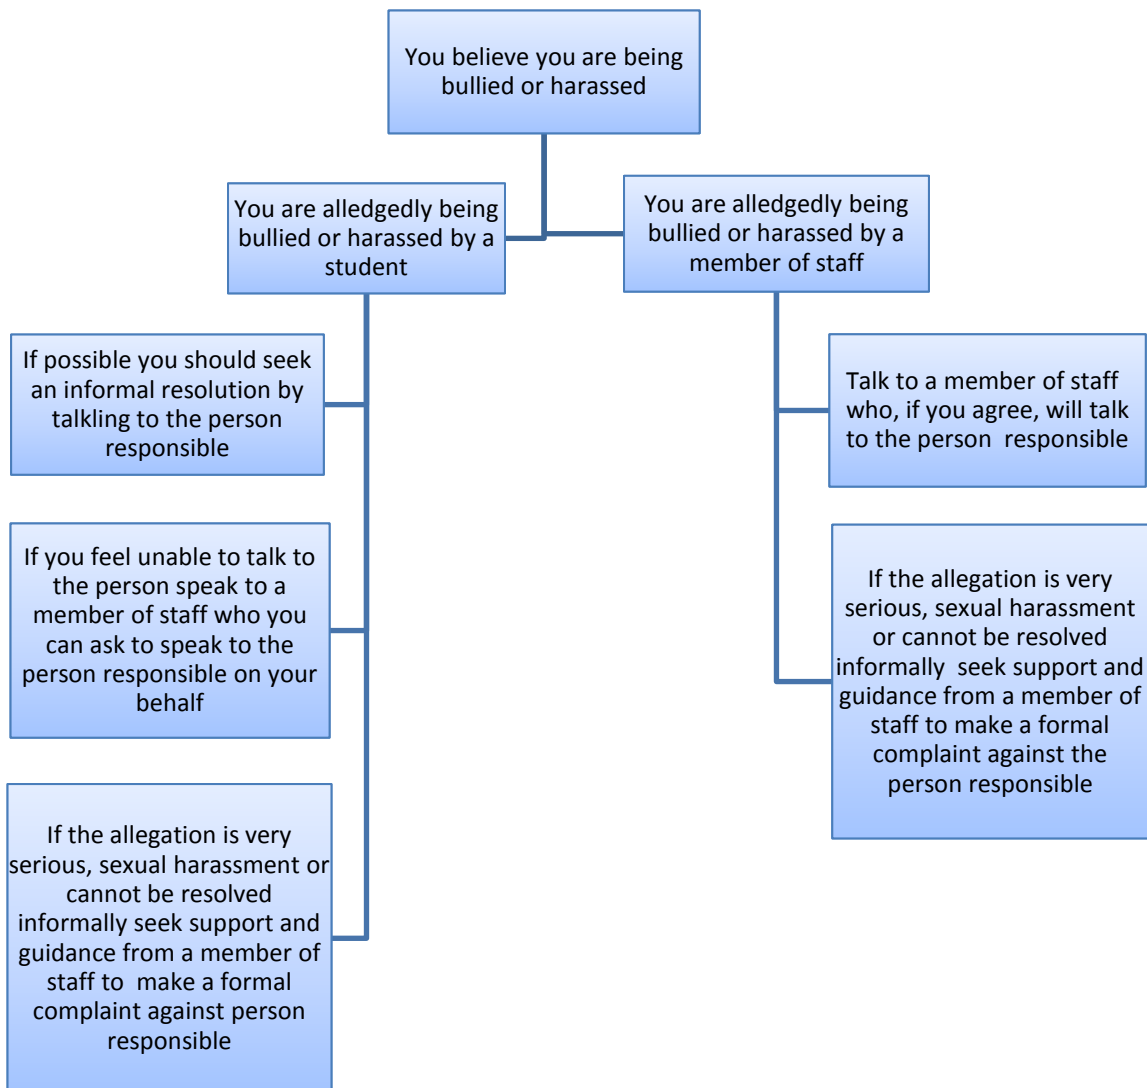 You believe you are being
bullied or harassed
You are alledgedly being
bullied or harassed by a
student
You are alledgedly being
bullied or harassed by a
member of staff
If possible you should seek
an informal resolution by
talkling to the person
responsible
If you feel unable to talk to
the person speak to a
member of staff who you
can ask to speak to the
person responsible on your
behalf
If the allegation is very
serious, sexual harassment or
cannot be resolved
informally seek support and
guidance from a member of
staff to  make a formal
complaint against person
responsible
Talk to a member of staff
who, if you agree, will talk
to the person  responsible
If the allegation is very
serious, sexual harassment
or cannot be resolved
informally  seek support and
guidance from a member of
staff to make a formal
complaint against the
person responsible